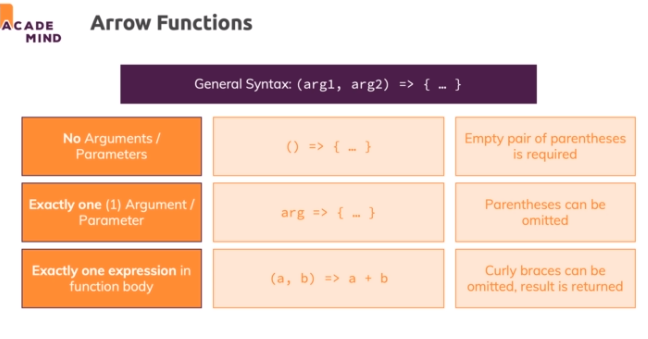 ACADE
MIND
Arrow Functions
General Syntax: (arg1, arg2) => { … }
No Arguments /
Parameters
() => { … }
Empty pair of parentheses
is required
Exactly one (1) Argument /
Parameter
arg => { … }
Parentheses can be
omitted
Exactly one expression in
function body
(a, b) => a + b
Curly braces can be
omitted, result is returned